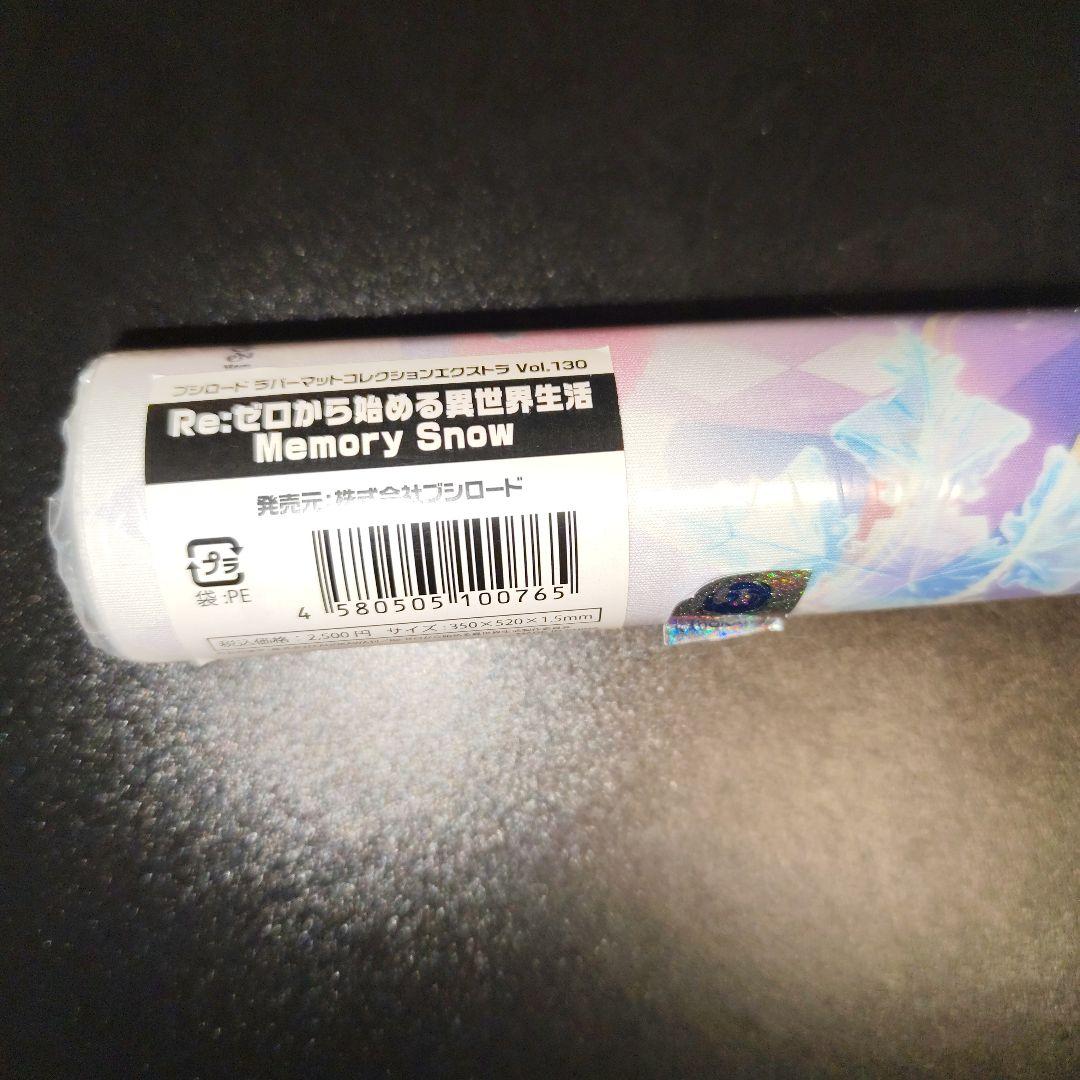 ブシロード ラバーマットコレクションエクストラ Vol.130
Re:ゼロから始める異世界生活
Memory Snow
発売元：株式会社ブシロード
プラ
袋:PE
4 580505 100765
税込価格：2,500円 サイズ:350×520×1.5mm